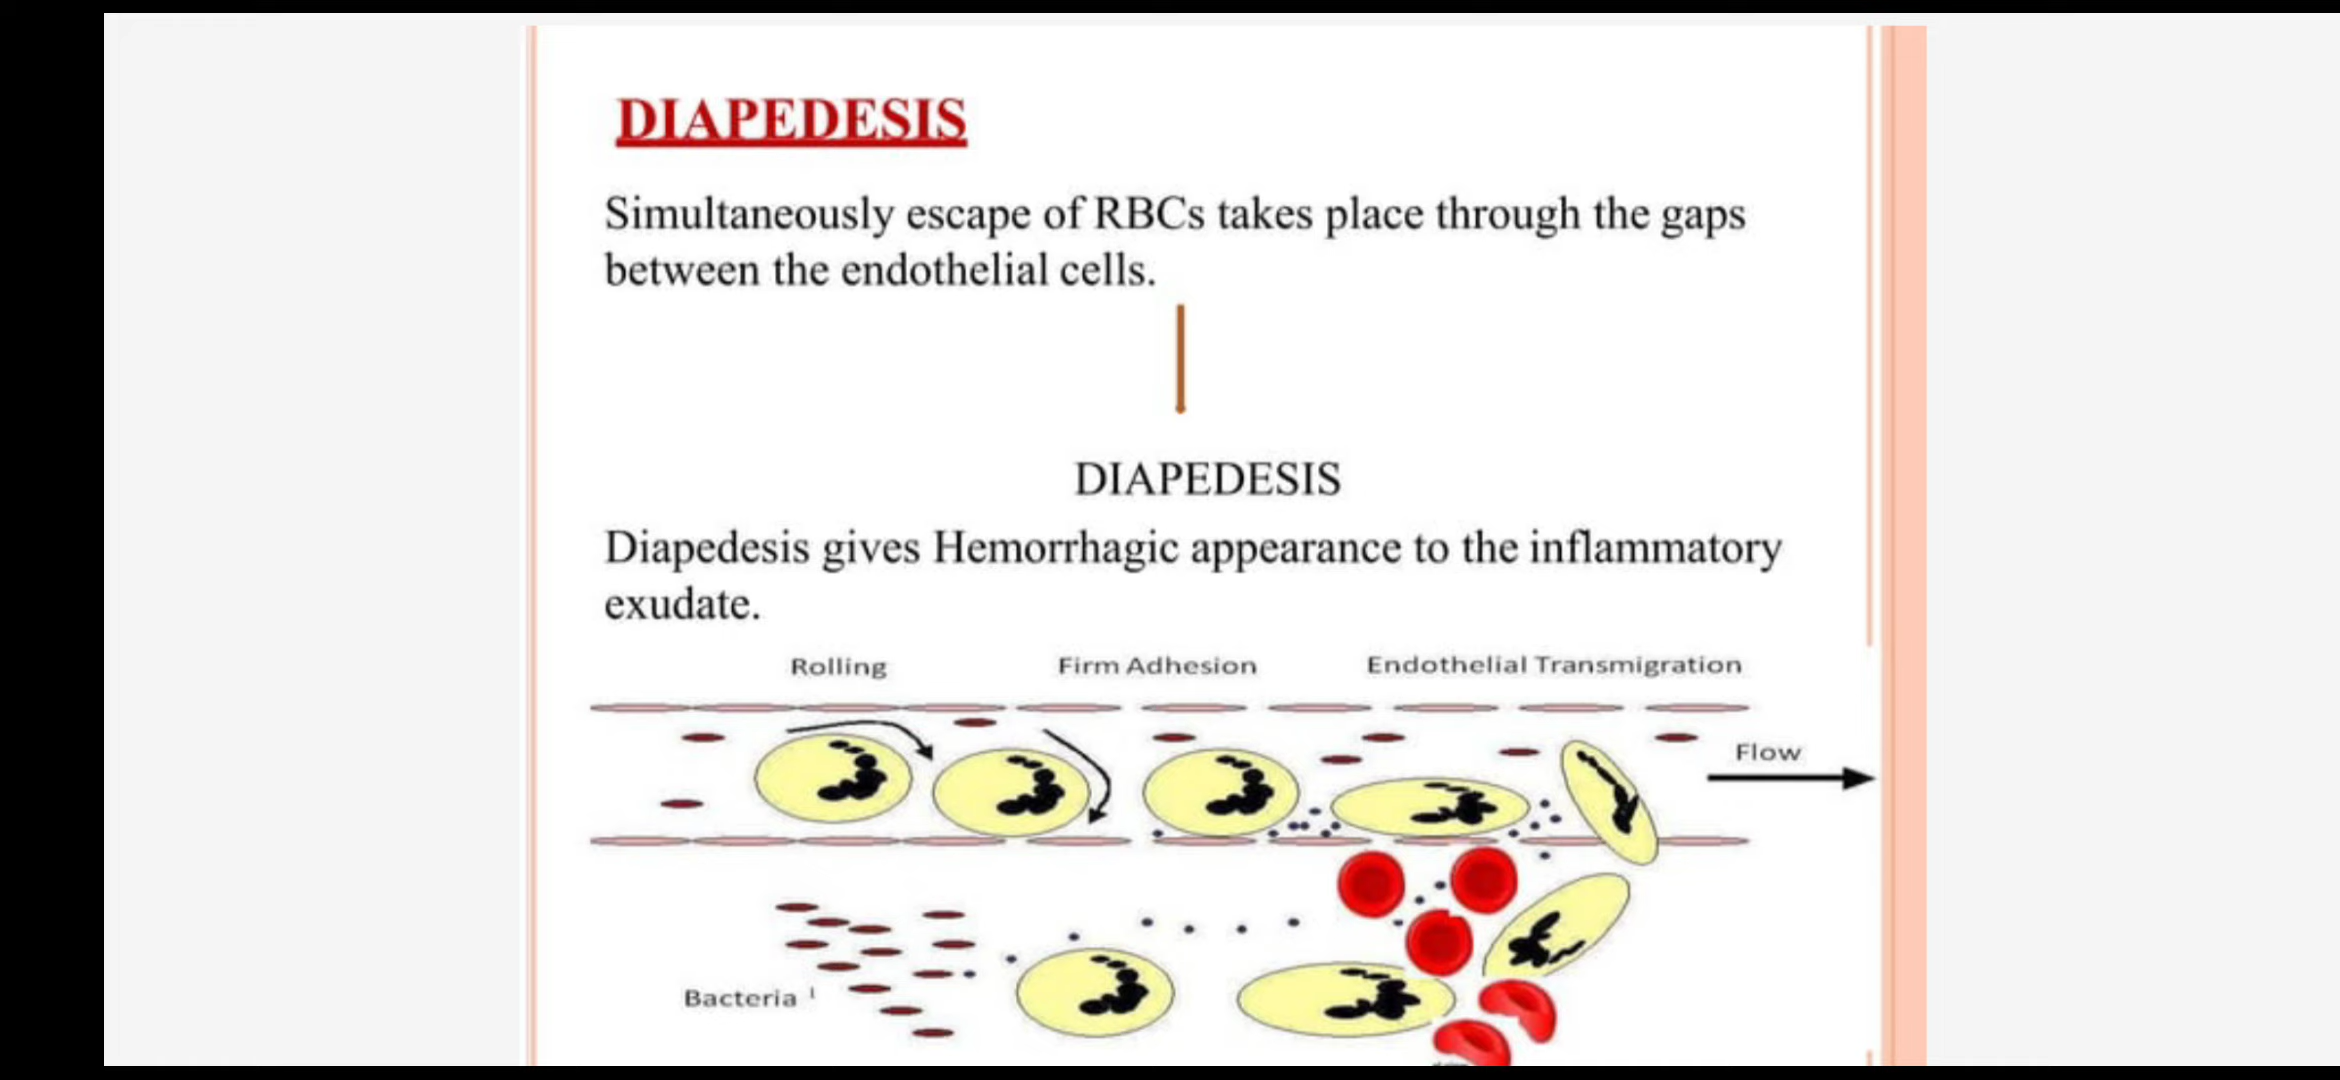 DIAPEDESIS
Simultaneously escape of RBCs takes place through the gaps
between the endothelial cells.
DIAPEDESIS
Diapedesis gives Hemorrhagic appearance to the inflammatory
exudate.
Rolling
Firm Adhesion
Endothelial Transmigration
Flow
Bacteria